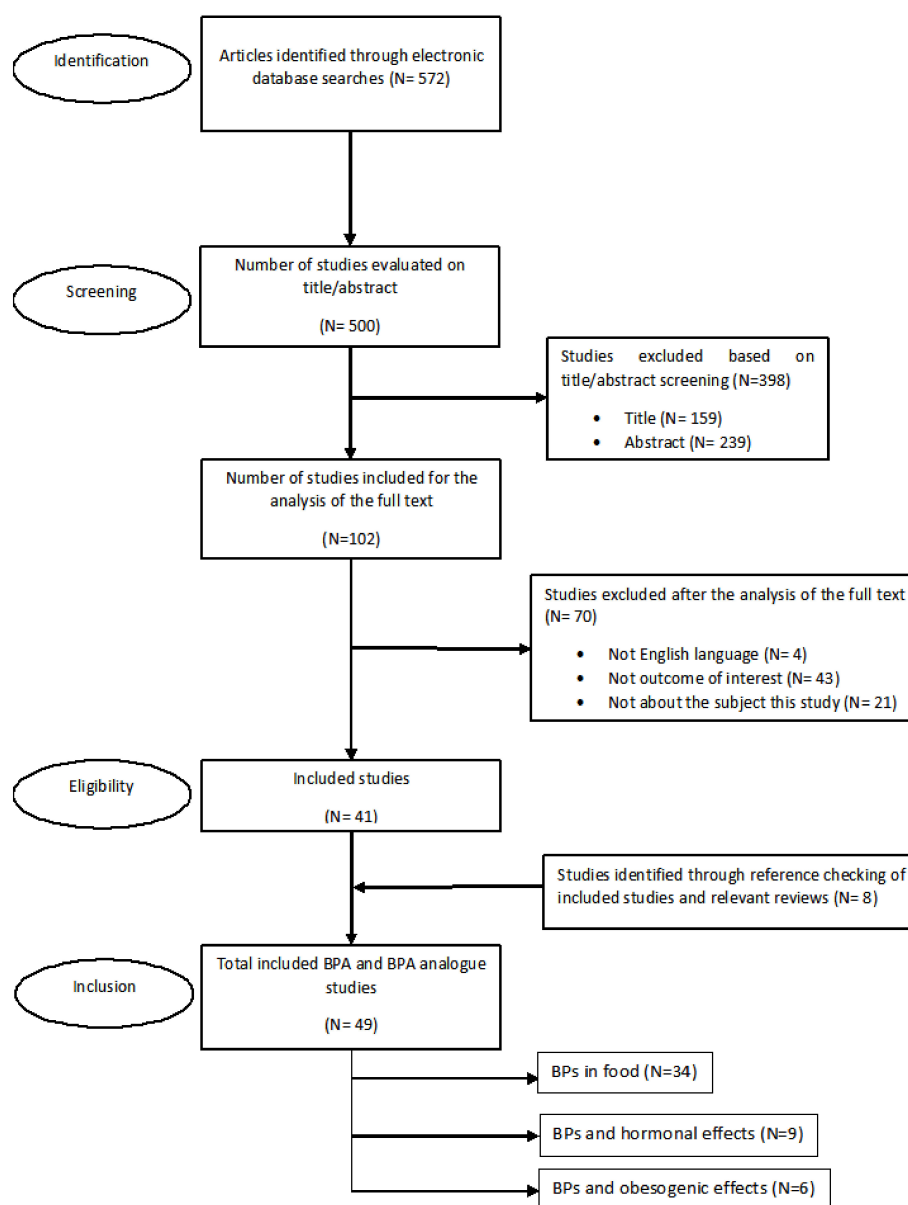 Identification
Articles identified through electronic
database searches (N= 572)
Screening
Number of studies evaluated on
title/abstract
(N= 500)
Studies excluded based on
title/abstract screening (N=398)
• Title (N= 159)
• Abstract (N= 239)
Number of studies included for the
analysis of the full text
(N=102)
Studies excluded after the analysis of the full text
(N= 70)
• Not English language (N= 4)
• Not outcome of interest (N= 43)
• Not about the subject this study (N= 21)
Eligibility
Included studies
(N= 41)
Studies identified through reference checking of
included studies and relevant reviews (N= 8)
Inclusion
Total included BPA and BPA analogue
studies
(N= 49)
BPs in food (N=34)
BPs and hormonal effects (N=9)
BPs and obesogenic effects (N=6)